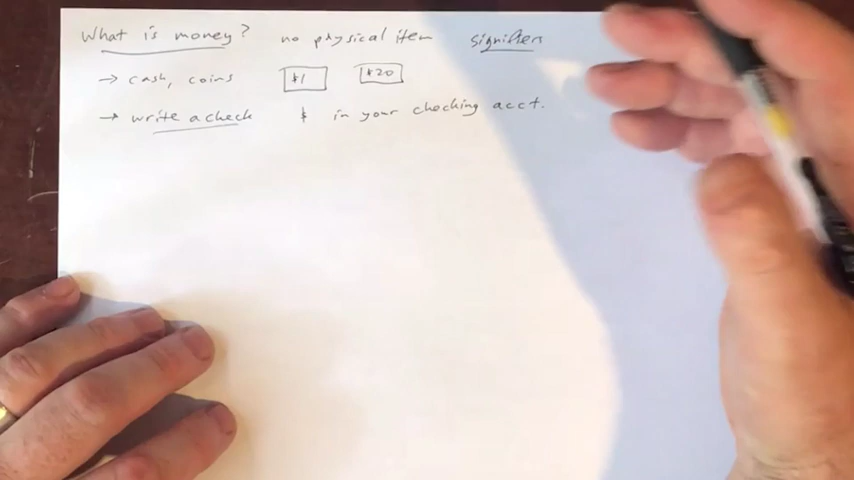 What is money? no physical item signifiers
→ cash, coins $1 $20
→ write a check $ in your checking acct.